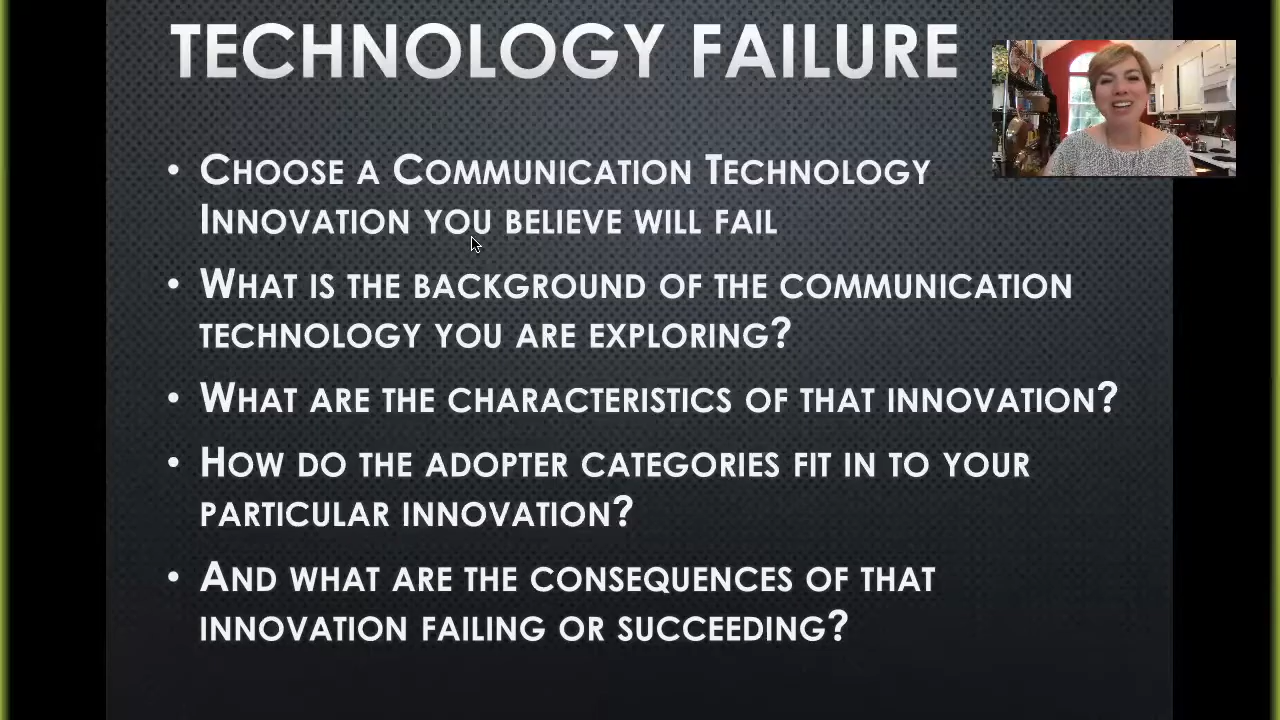 TECHNOLOGY FAILURE
• CHOOSE A COMMUNICATION TECHNOLOGY
INNOVATION YOU BELIEVE WILL FAIL
• WHAT IS THE BACKGROUND OF THE COMMUNICATION
TECHNOLOGY YOU ARE EXPLORING?
• WHAT ARE THE CHARACTERISTICS OF THAT INNOVATION?
• HOW DO THE ADOPTER CATEGORIES FIT IN TO YOUR
PARTICULAR INNOVATION?
• AND WHAT ARE THE CONSEQUENCES OF THAT
INNOVATION FAILING OR SUCCEEDING?